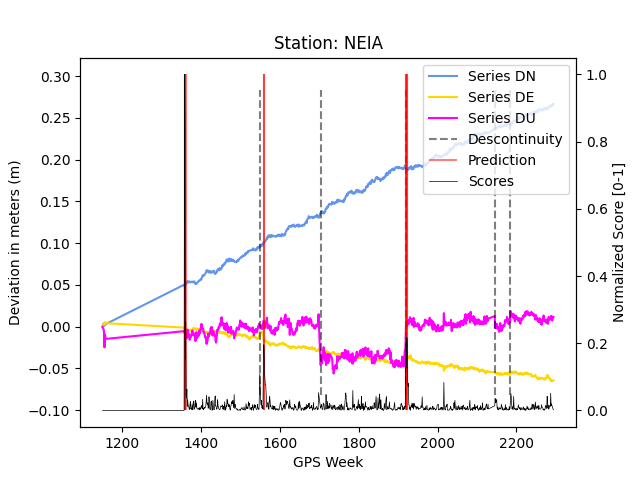 Station: NEIA
Series DN
Series DE
Series DU
Descontinuity
Prediction
Scores
Deviation in meters (m)
0.30
0.25
0.20
0.15
0.10
0.05
0.00
−0.05
−0.10
1.0
0.8
0.6
0.4
0.2
0.0
Normanlized Score [0-1]
1200 1400 1600 1800 2000 2200
GPS Week